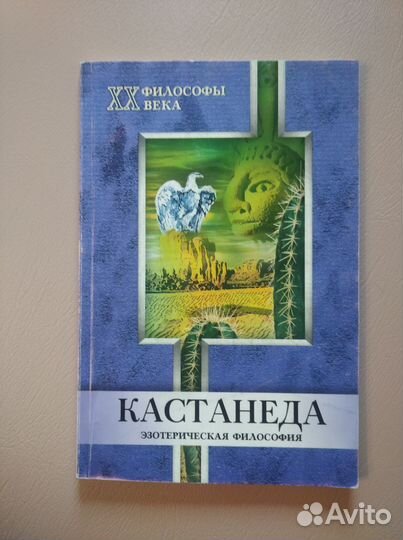 XX ФИЛОСОФЫ
ВЕКА
КАСТАНЕДА
ЭЗОТЕРИЧЕСКАЯ ФИЛОСОФИЯ
Avito